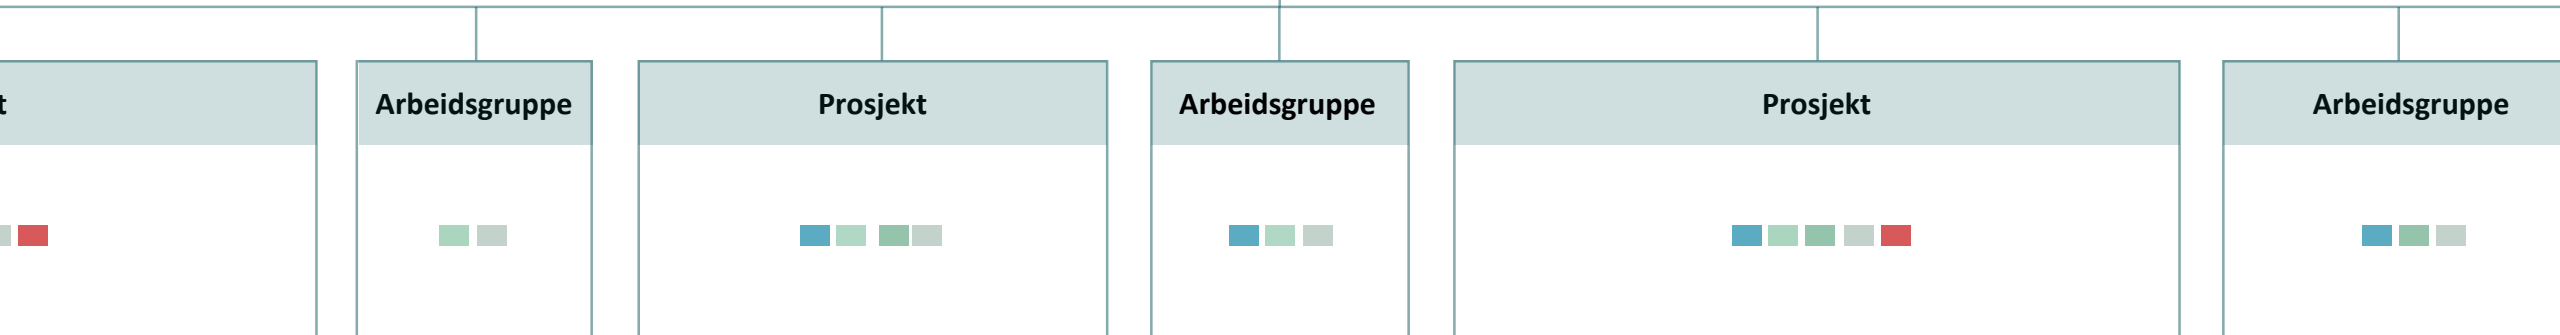 t
Arbeidsgruppe
Prosjekt
Arbeidsgruppe
Prosjekt
Arbeidsgruppe